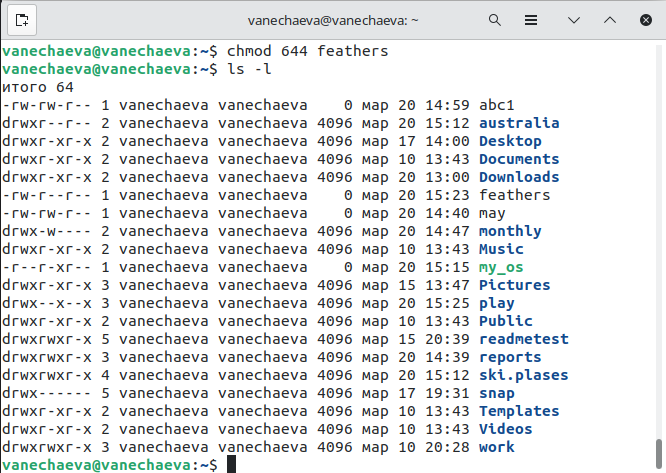 vanechaeva@vanechaeva: ~
vanechaeva@vanechaeva:~$ chmod 644 feathers
vanechaeva@vanechaeva:~$ ls -l
итого 64
-rw-rw-r-- 1 vanechaeva vanechaeva    0 мар 20 14:59 abc1
drwxr--r-- 2 vanechaeva vanechaeva 4096 мар 20 15:12 australia
drwxr-xr-x 2 vanechaeva vanechaeva 4096 мар 17 14:00 Desktop
drwxr-xr-x 2 vanechaeva vanechaeva 4096 мар 10 13:43 Documents
drwxr-xr-x 2 vanechaeva vanechaeva 4096 мар 20 13:00 Downloads
-rw-r--r-- 1 vanechaeva vanechaeva    0 мар 20 15:23 feathers
-rw-rw-r-- 1 vanechaeva vanechaeva    0 мар 20 14:40 may
drwx-w---- 2 vanechaeva vanechaeva 4096 мар 20 14:47 monthly
drwxr-xr-x 2 vanechaeva vanechaeva 4096 мар 10 13:43 Music
-r--r-xr-- 1 vanechaeva vanechaeva    0 мар 20 15:15 my_os
drwxr-xr-x 3 vanechaeva vanechaeva 4096 мар 15 13:47 Pictures
drwx--x--x 3 vanechaeva vanechaeva 4096 мар 20 15:25 play
drwxr-xr-x 2 vanechaeva vanechaeva 4096 мар 10 13:43 Public
drwxrwxr-x 5 vanechaeva vanechaeva 4096 мар 15 20:39 readmetest
drwxrwxr-x 3 vanechaeva vanechaeva 4096 мар 20 14:39 reports
drwxrwxr-x 4 vanechaeva vanechaeva 4096 мар 20 15:12 ski.plases
drwx------ 5 vanechaeva vanechaeva 4096 мар 17 19:31 snap
drwxr-xr-x 2 vanechaeva vanechaeva 4096 мар 10 13:43 Templates
drwxr-xr-x 2 vanechaeva vanechaeva 4096 мар 10 13:43 Videos
drwxrwxr-x 3 vanechaeva vanechaeva 4096 мар 10 20:28 work
vanechaeva@vanechaeva:~$